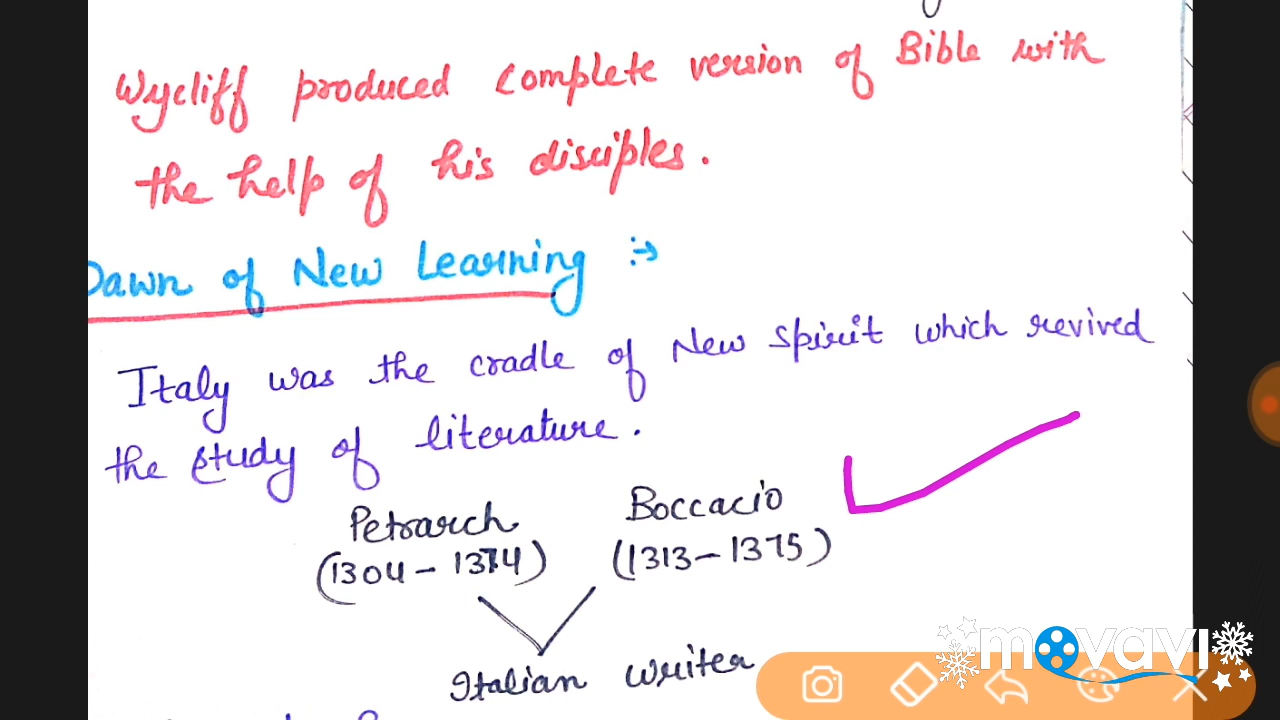 Wycliff produced complete version of Bible with
the help of his disciples.
Dawn of New Learning :→
Italy was the cradle of New spirit which revived
the study of literature.
Petrarch Boccacio
(1304 - 1374) (1313 - 1375)
Italian writer
movavi